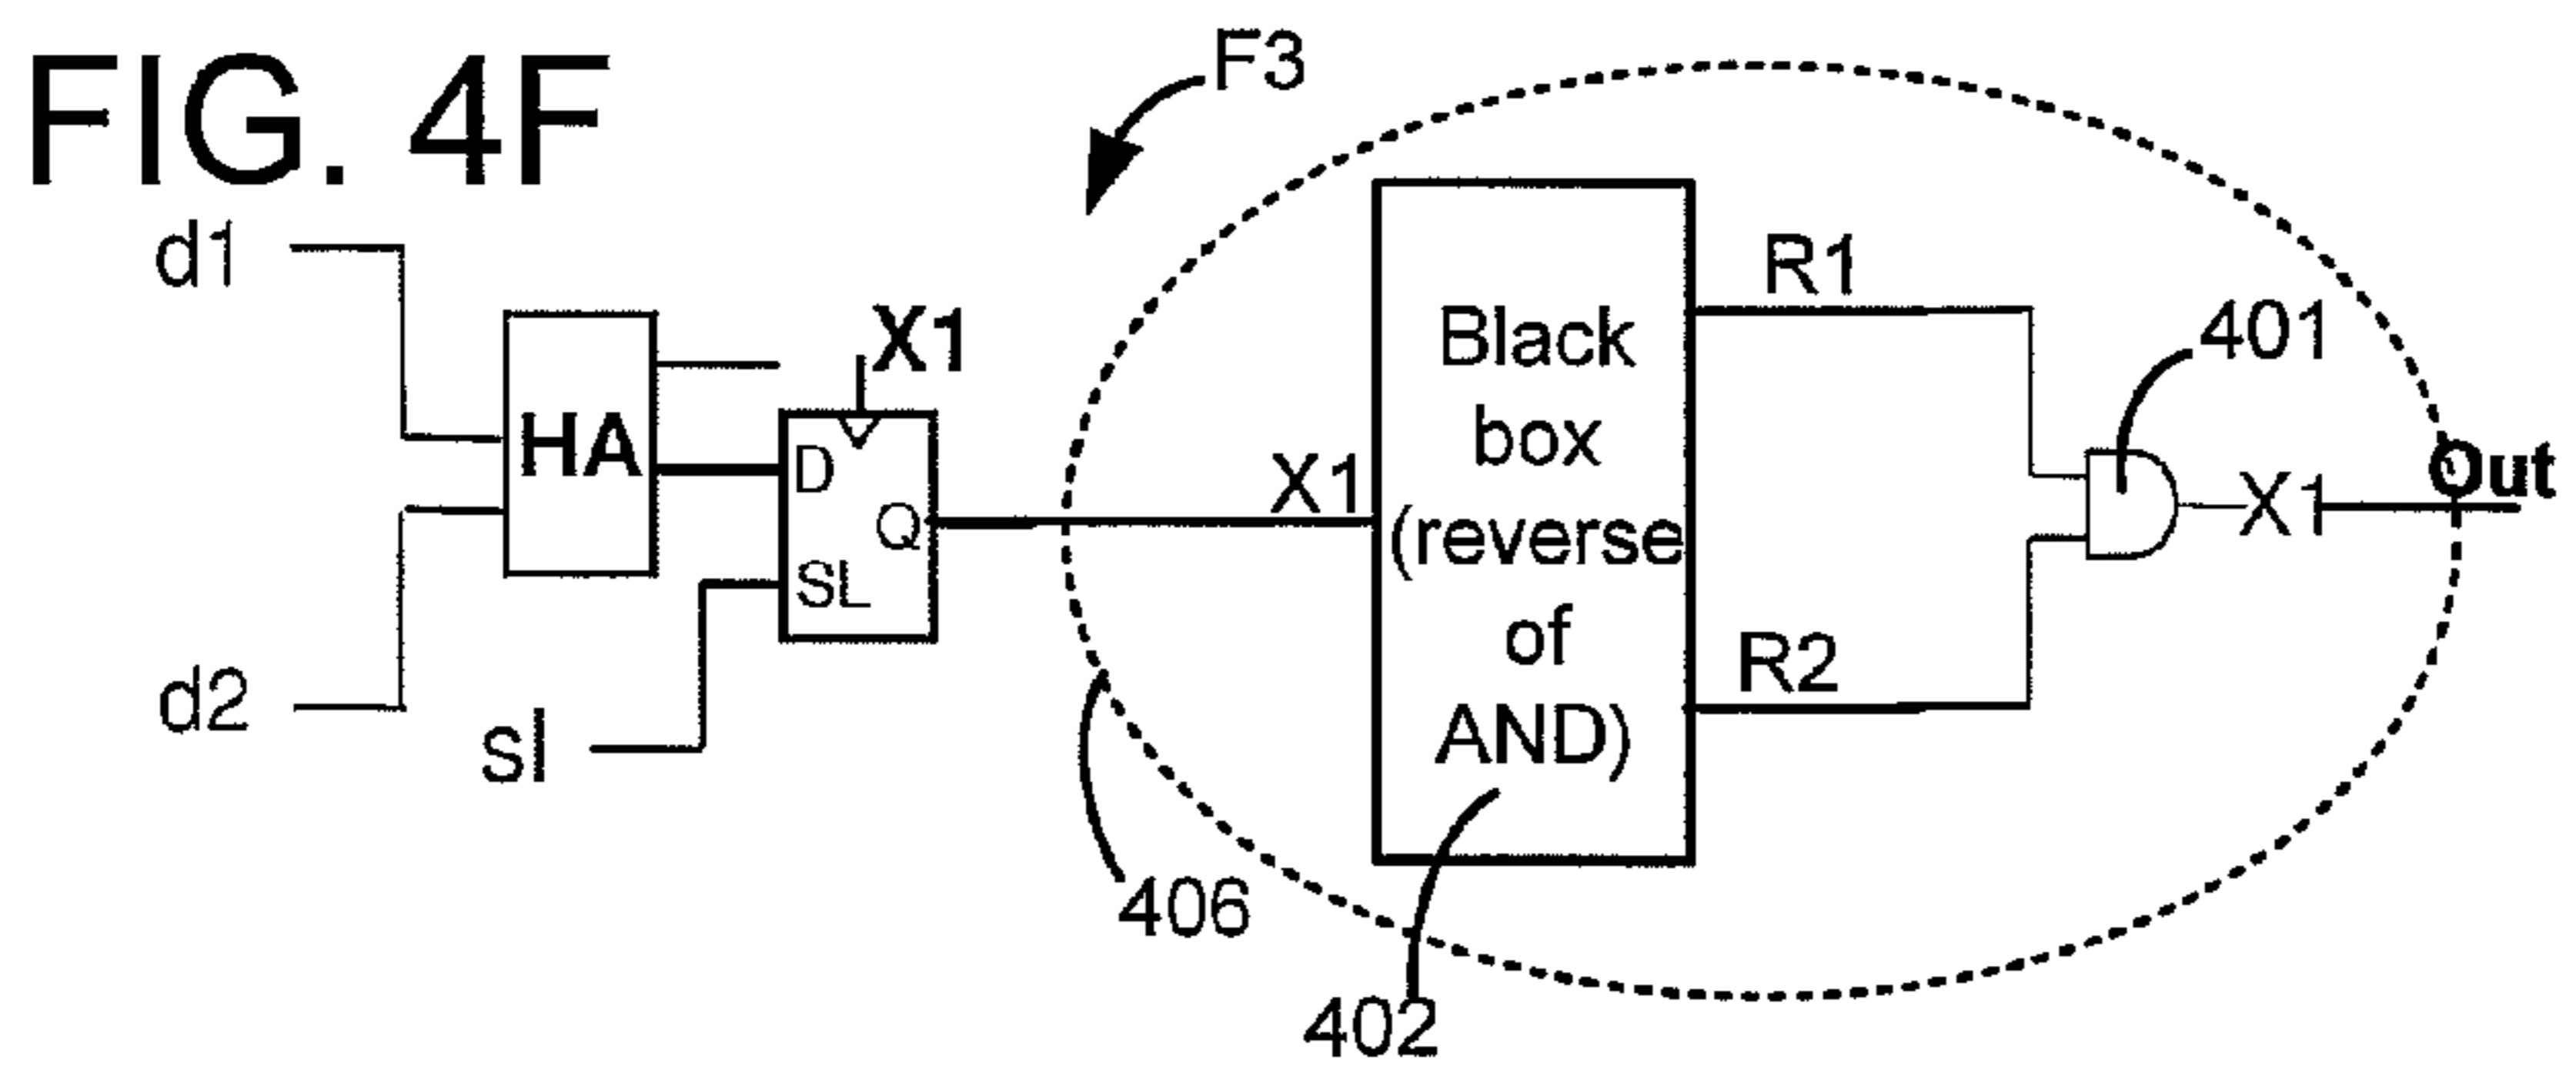 FIG. 4F
F3
d1
HA
X1
D
Q
SL
d2
sl
X1
Black
box
(reverse
of
AND)
R1
R2
401
X1
Out
406
402